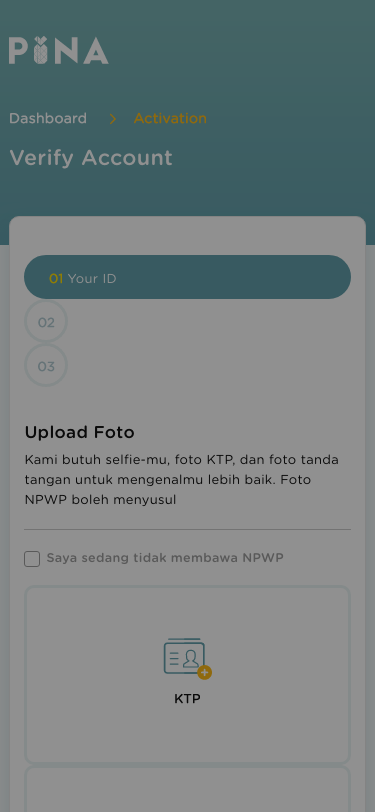 PINA
Dashboard > Activation
Verify Account
01 Your ID
02
03
Upload Foto
Kami butuh selfie-mu, foto KTP, dan foto tanda
tangan untuk mengenalmu lebih baik. Foto
NPWP boleh menyusul
Saya sedang tidak membawa NPWP
KTP